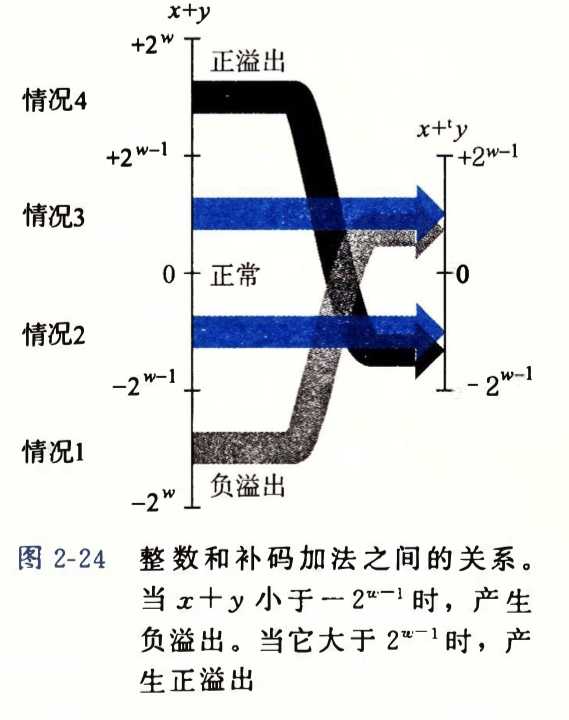 x+y
+2^w
正溢出
情况4
x+^t y
+2^{w-1}
+2^{w-1}
情况3
0
正常
0
情况2
-2^{w-1}
-2^{w-1}
情况1
负溢出
-2^w
图 2-24 整数和补码加法之间的关系。
当 x+y 小于-2^{w-1}时，产生
负溢出。当它大于 2^{w-1}时，产
生正溢出